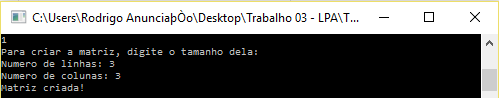 C:\Users\Rodrigo AnunciaþÒo\Desktop\Trabalho 03 - LPA\T...
1
Para criar a matriz, digite o tamanho dela:
Numero de linhas: 3
Numero de colunas: 3
Matriz criada!